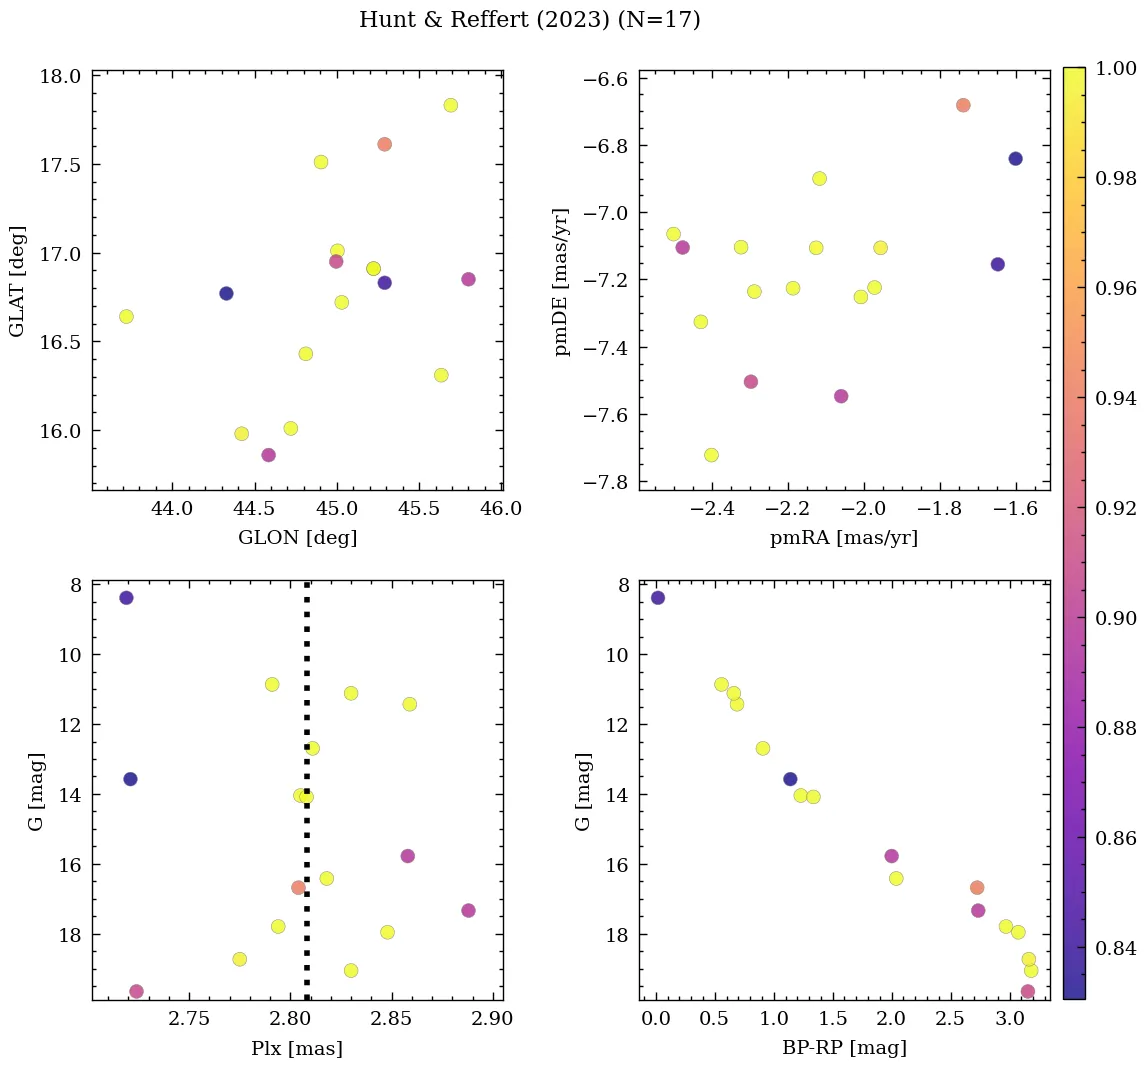 Hunt & Reffert (2023) (N=17)
18.0
17.5
17.0
16.5
16.0
GLAT [deg]
44.0 44.5 45.0 45.5 46.0
GLON [deg]
−6.6
−6.8
−7.0
−7.2
−7.4
−7.6
−7.8
pmDE [mas/yr]
−2.4 −2.2 −2.0 −1.8 −1.6
pmRA [mas/yr]
8
10
12
14
16
18
G [mag]
2.75 2.80 2.85 2.90
Plx [mas]
8
10
12
14
16
18
G [mag]
0.0 0.5 1.0 1.5 2.0 2.5 3.0
BP-RP [mag]
1.00
0.98
0.96
0.94
0.92
0.90
0.88
0.86
0.84